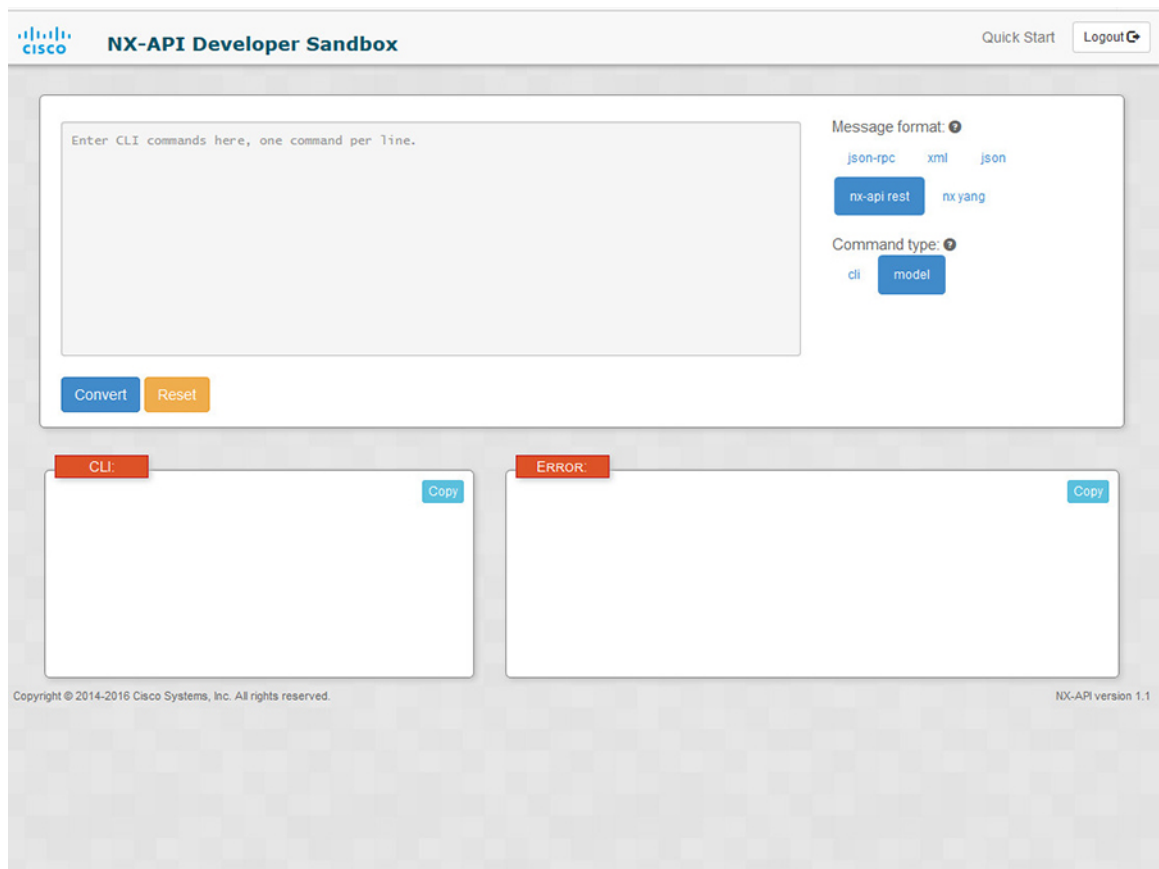 CISCO
NX-API Developer Sandbox
Quick Start
Logout
Enter CLI commands here, one command per line.
Message format:
json-rpc xml json
nx-api rest nx yang
Command type:
cli model
Convert Reset
CLI:
Copy
ERROR:
Copy
Copyright © 2014-2016 Cisco Systems, Inc. All rights reserved.
NX-API version 1.1